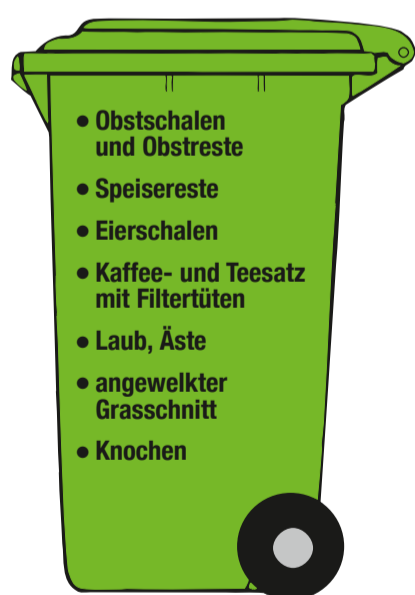 • Obstschalen
und Obstreste
• Speisereste
• Eierschalen
• Kaffee- und Teesatz
mit Filtertüten
• Laub, Äste
• angewelkter
Grasschnitt
• Knochen